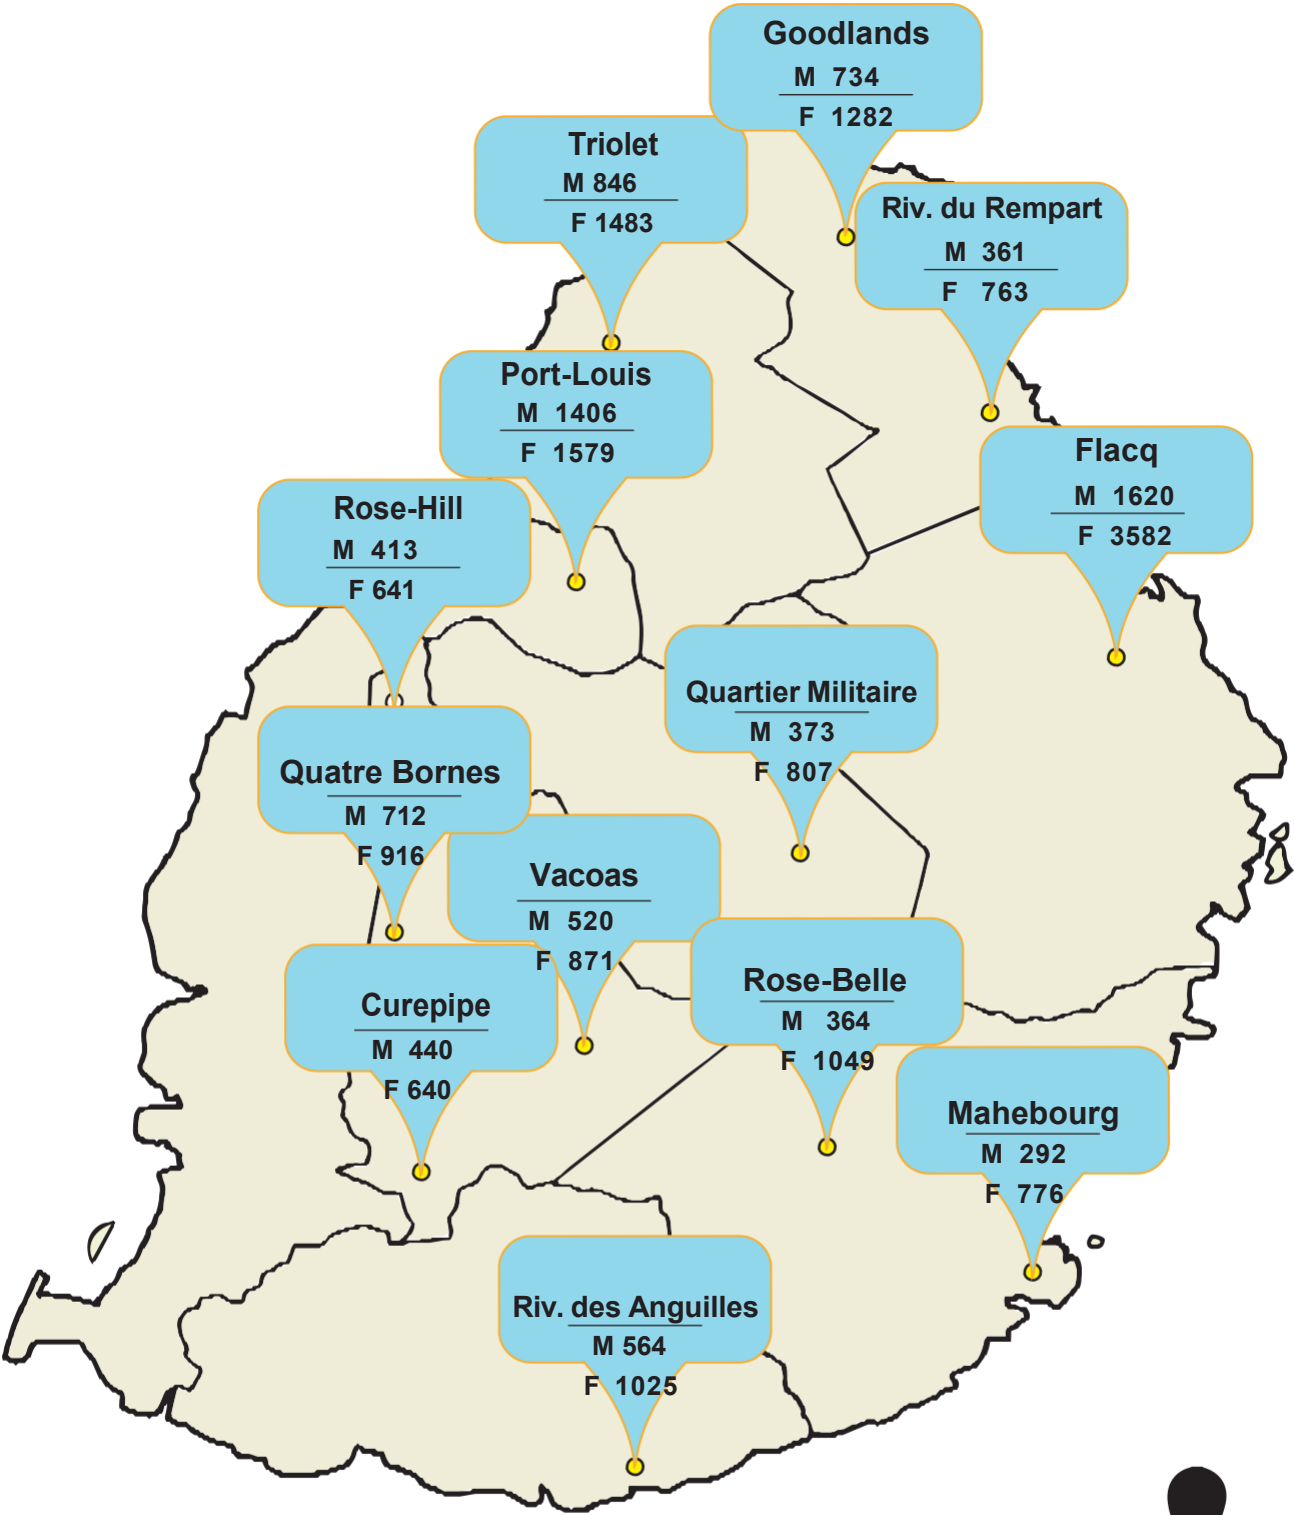 Goodlands
M 734
F 1282
Triolet
M 846
F 1483
Riv. du Rempart
M 361
F 763
Port-Louis
M 1406
F 1579
Flacq
M 1620
F 3582
Rose-Hill
M 413
F 641
Quartier Militaire
M 373
F 807
Quatre Bornes
M 712
F 916
Vacoas
M 520
F 871
Rose-Belle
M 364
F 1049
Curepipe
M 440
F 640
Mahebourg
M 292
F 776
Riv. des Anguilles
M 564
F 1025